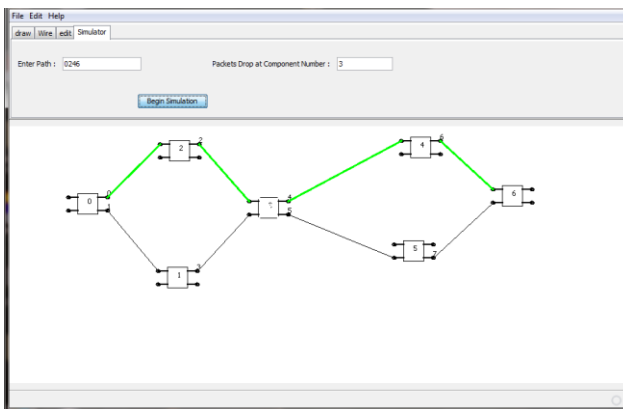 File Edit Help
draw Wire edit Simulator
Enter Path : 0246 Packets Drop at Component Number : 3
Begin Simulation
2 2 4 6
0 0 4 6
1 5
1 3 5 7